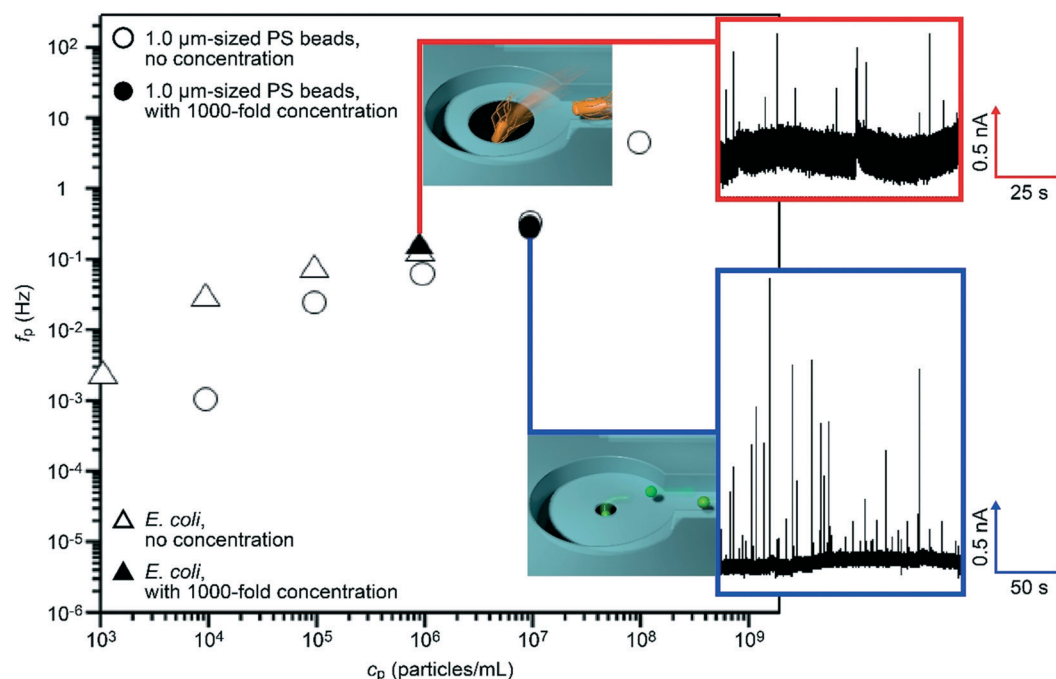 10²
10
1
10⁻¹
10⁻²
10⁻³
10⁻⁴
10⁻⁵
10⁻⁶
fp (Hz)
1.0 µm-sized PS beads,
no concentration
1.0 µm-sized PS beads,
with 1000-fold concentration
E. coli,
no concentration
E. coli,
with 1000-fold concentration
10³
10⁴
10⁵
10⁶
10⁷
10⁸
10⁹
cp (particles/mL)
0.5 nA
25 s
0.5 nA
50 s